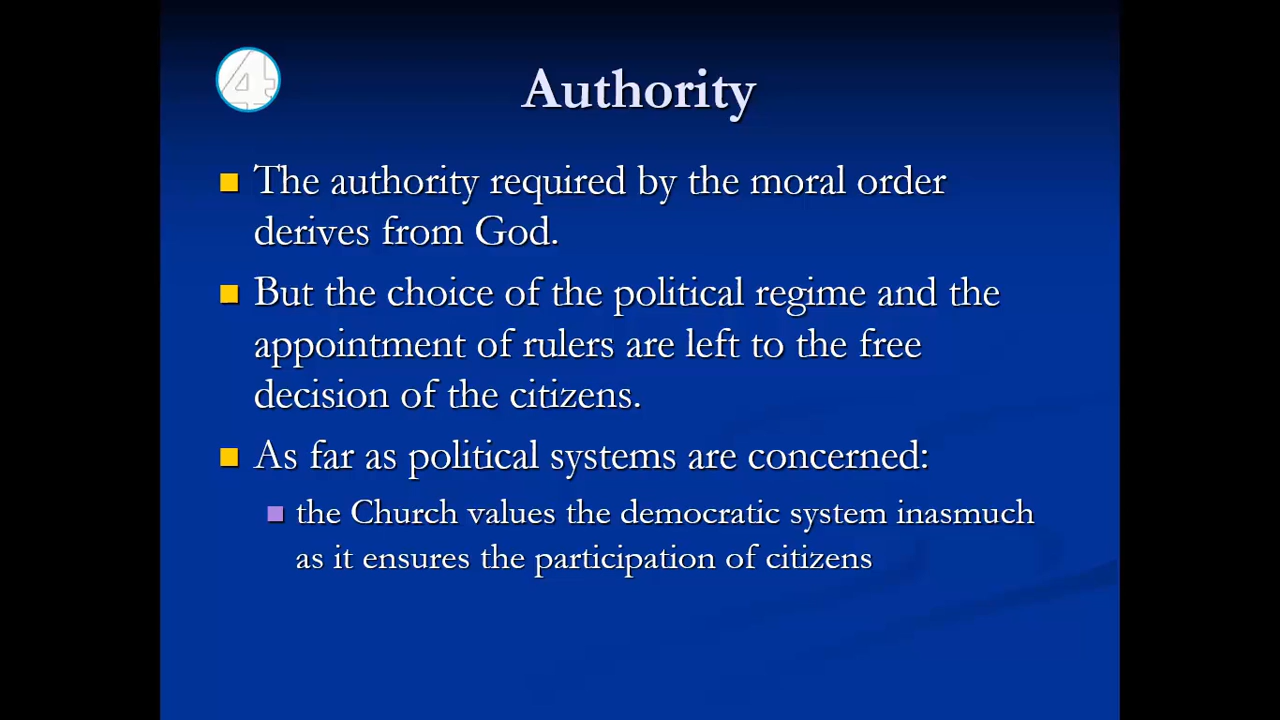 4
Authority
The authority required by the moral order
derives from God.
But the choice of the political regime and the
appointment of rulers are left to the free
decision of the citizens.
As far as political systems are concerned:
the Church values the democratic system inasmuch
as it ensures the participation of citizens